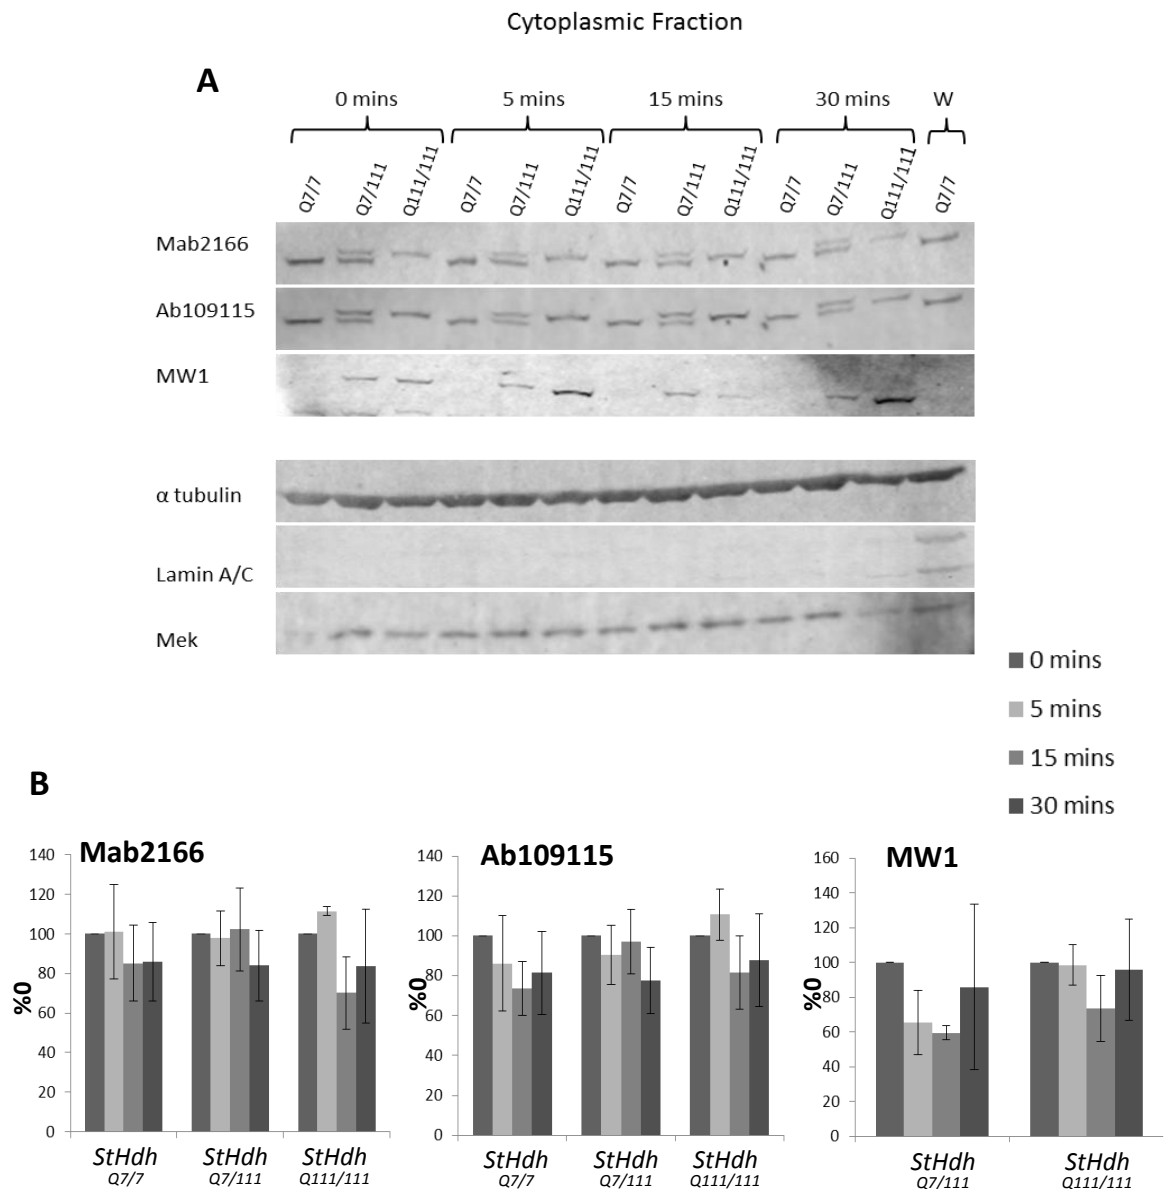 Cytoplasmic Fraction
A
0 mins 5 mins 15 mins 30 mins W
Q7/7 Q7/111 Q111/111 Q7/7 Q7/111 Q111/111 Q7/7 Q7/111 Q111/111 Q7/7 Q7/111 Q111/111 Q7/7
Mab2166
Ab109115
MW1
α tubulin
Lamin A/C
Mek
0 mins
5 mins
15 mins
30 mins
B
Mab2166
140
120
100
80
60
40
20
0
%0
StHdh StHdh StHdh
Q7/7 Q7/111 Q111/111
Ab109115
140
120
100
80
60
40
20
0
%0
StHdh StHdh StHdh
Q7/7 Q7/111 Q111/111
MW1
160
140
120
100
80
60
40
20
0
%0
StHdh StHdh
Q7/111 Q111/111